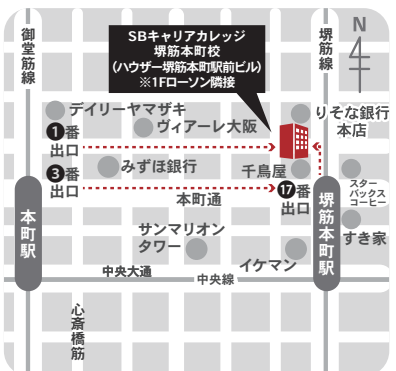 御堂筋線
SBキャリアカレッジ
堺筋本町校
(ハウザー堺筋本町駅前ビル)
※1Fローソン隣接
堺筋線
N
デイリーヤマザキ
りそな銀行
本店
1番
出口
ヴィアーレ大阪
みずほ銀行
千鳥屋
3番
出口
本町通
17番
出口
スター
バックス
コーヒー
本町駅
堺筋本町駅
サンマリオン
タワー
すき家
イケマン
中央大通
中央線
心斎橋筋